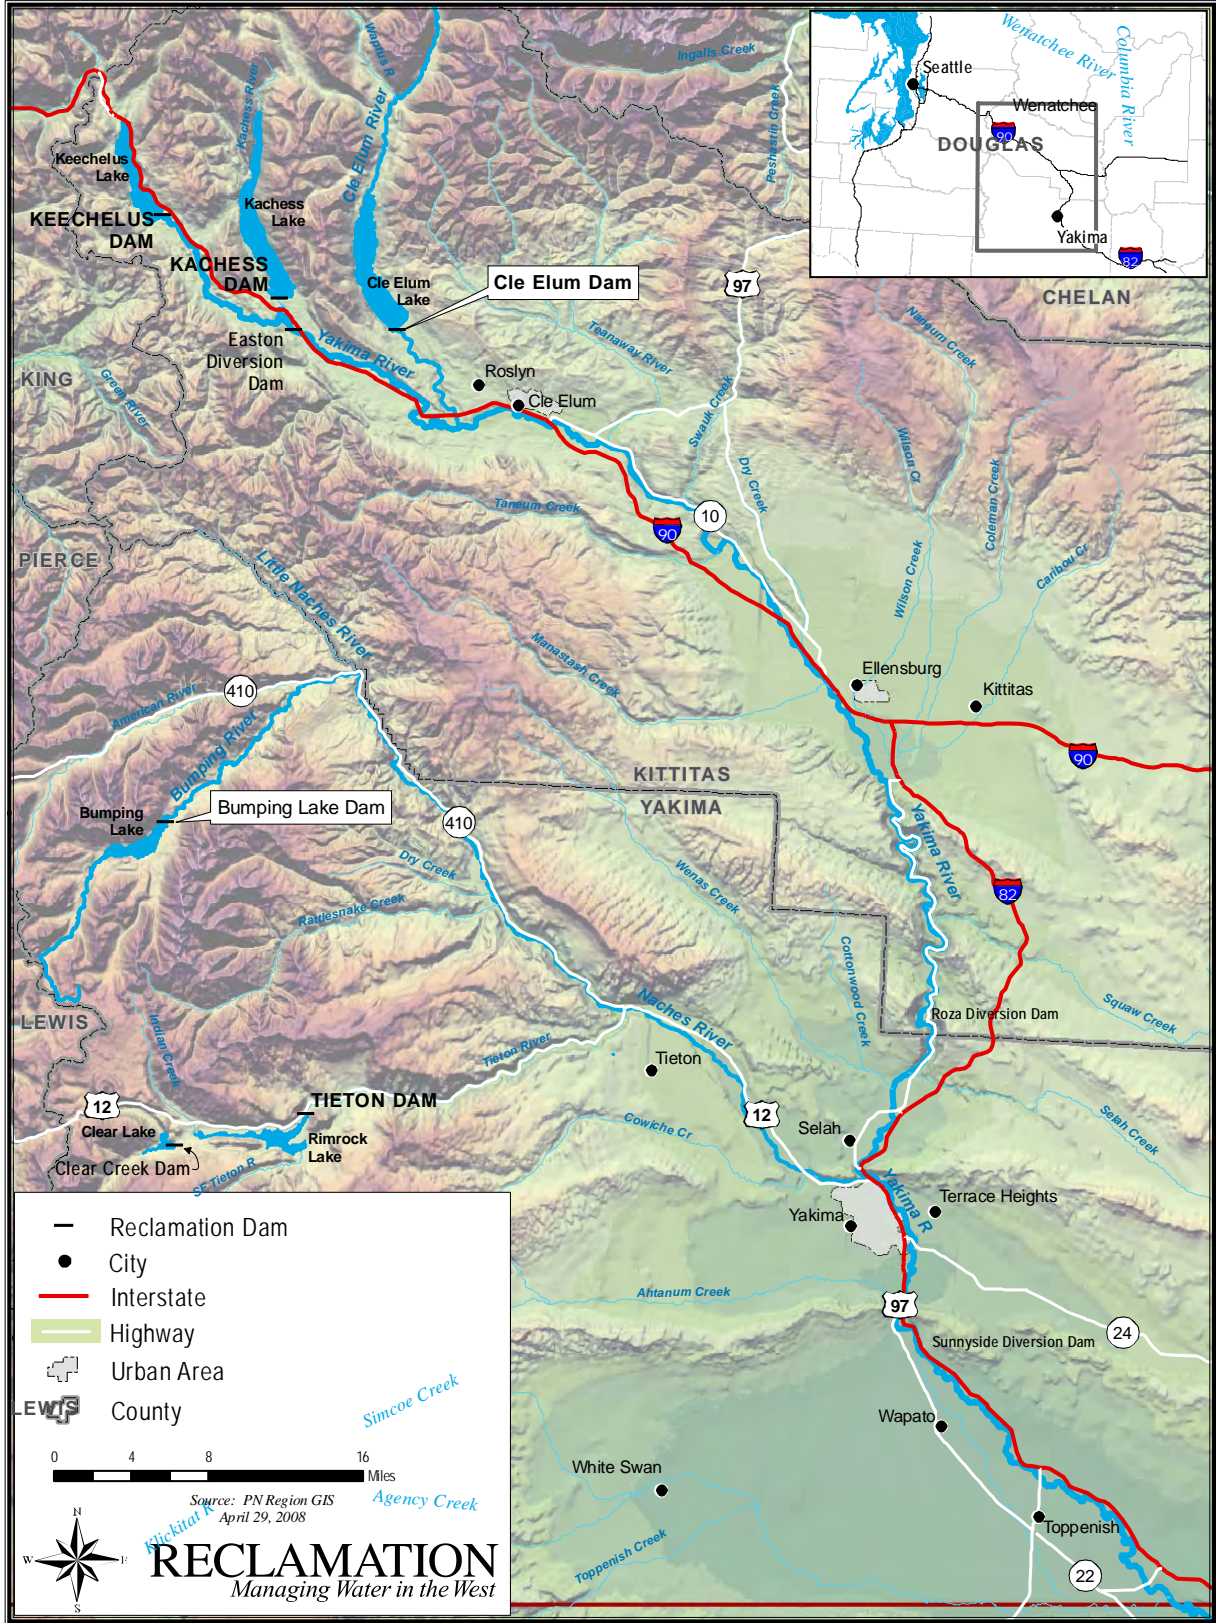 Waptus R
Ingalls Creek
Kachess River
Cle Elum River
Peshastin Creek
Wenatchee River
Columbia River
Seattle
Wenatchee
90
DOUGLAS
Yakima
82
Keechelus
Lake
KEECHELUS
DAM
Kachess
Lake
KACHESS
DAM
Cle Elum
Lake
Cle Elum Dam
97
CHELAN
Easton
Diversion
Dam
Yakima River
Teanaway River
Naneum Creek
KING
Green River
Roslyn
Cle Elum
Swauk Creek
Dry Creek
Wilson Cr
Coleman Creek
Taneum Creek
10
90
PIERCE
Little Naches River
Wilson Creek
Caribou Cr
Manastash Creek
Ellensburg
Kittitas
American River
410
Bumping River
90
KITTITAS
YAKIMA
Bumping
Lake
Bumping Lake Dam
410
Yakima River
Dry Creek
Wenas Creek
82
Rattlesnake Creek
Cottonwood Creek
LEWIS
Indian Creek
Naches River
Roza Diversion Dam
Squaw Creek
Tieton River
Tieton
12
TIETON DAM
12
Clear Lake
Rimrock
Lake
Clear Creek Dam
SF Tieton R
Cowiche Cr
Selah
Selah Creek
Yakima R
Terrace Heights
Yakima
Ahtanum Creek
97
24
Sunnyside Diversion Dam
Wapato
White Swan
Toppenish
Toppenish Creek
22
Reclamation Dam
City
Interstate
Highway
Urban Area
LEWIS
County
Simcoe Creek
0 4 8 16
Miles
Source: PN Region GIS
April 29, 2008
Agency Creek
Klickitat R
N
W
E
S
RECLAMATION
Managing Water in the West